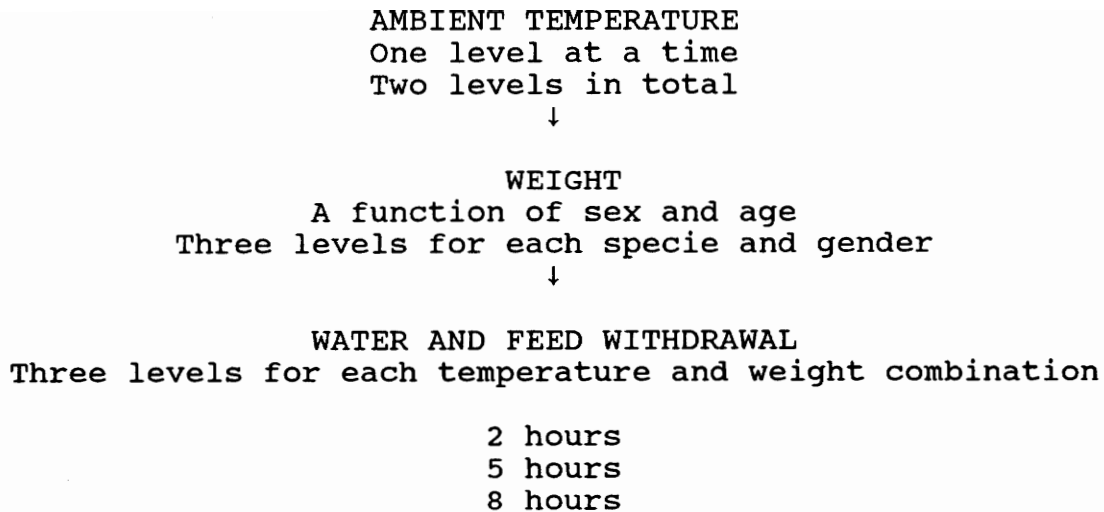 AMBIENT TEMPERATURE
One level at a time
Two levels in total
↓
WEIGHT
A function of sex and age
Three levels for each specie and gender
↓
WATER AND FEED WITHDRAWAL
Three levels for each temperature and weight combination
2 hours
5 hours
8 hours